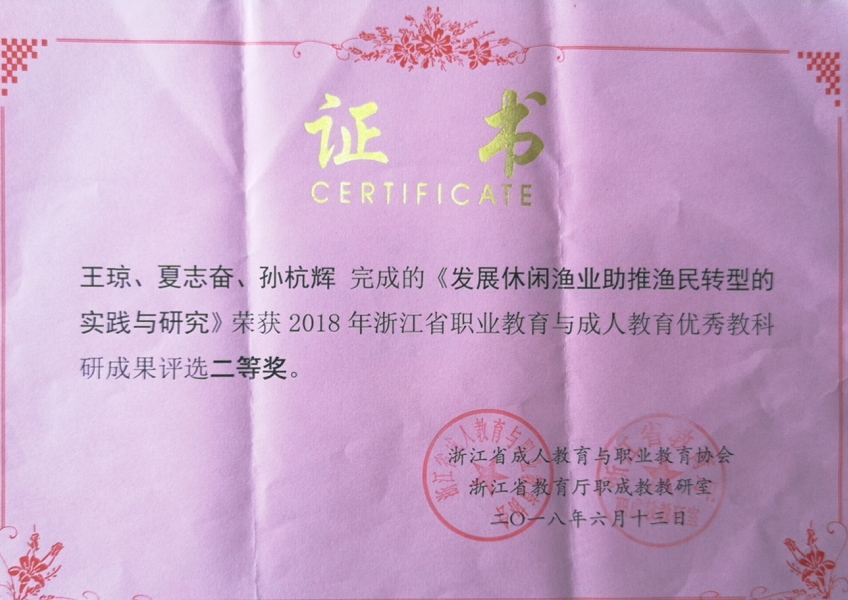 证 书
CERTIFICATE
王琼、夏志奋、孙杭辉 完成的《发展休闲渔业助推渔民转型的
实践与研究》荣获 2018 年浙江省职业教育与成人教育优秀教科
研成果评选二等奖。
浙江省成人教育与职业教育协会
浙江省教育厅职成教教研室
二〇一八年六月十三日